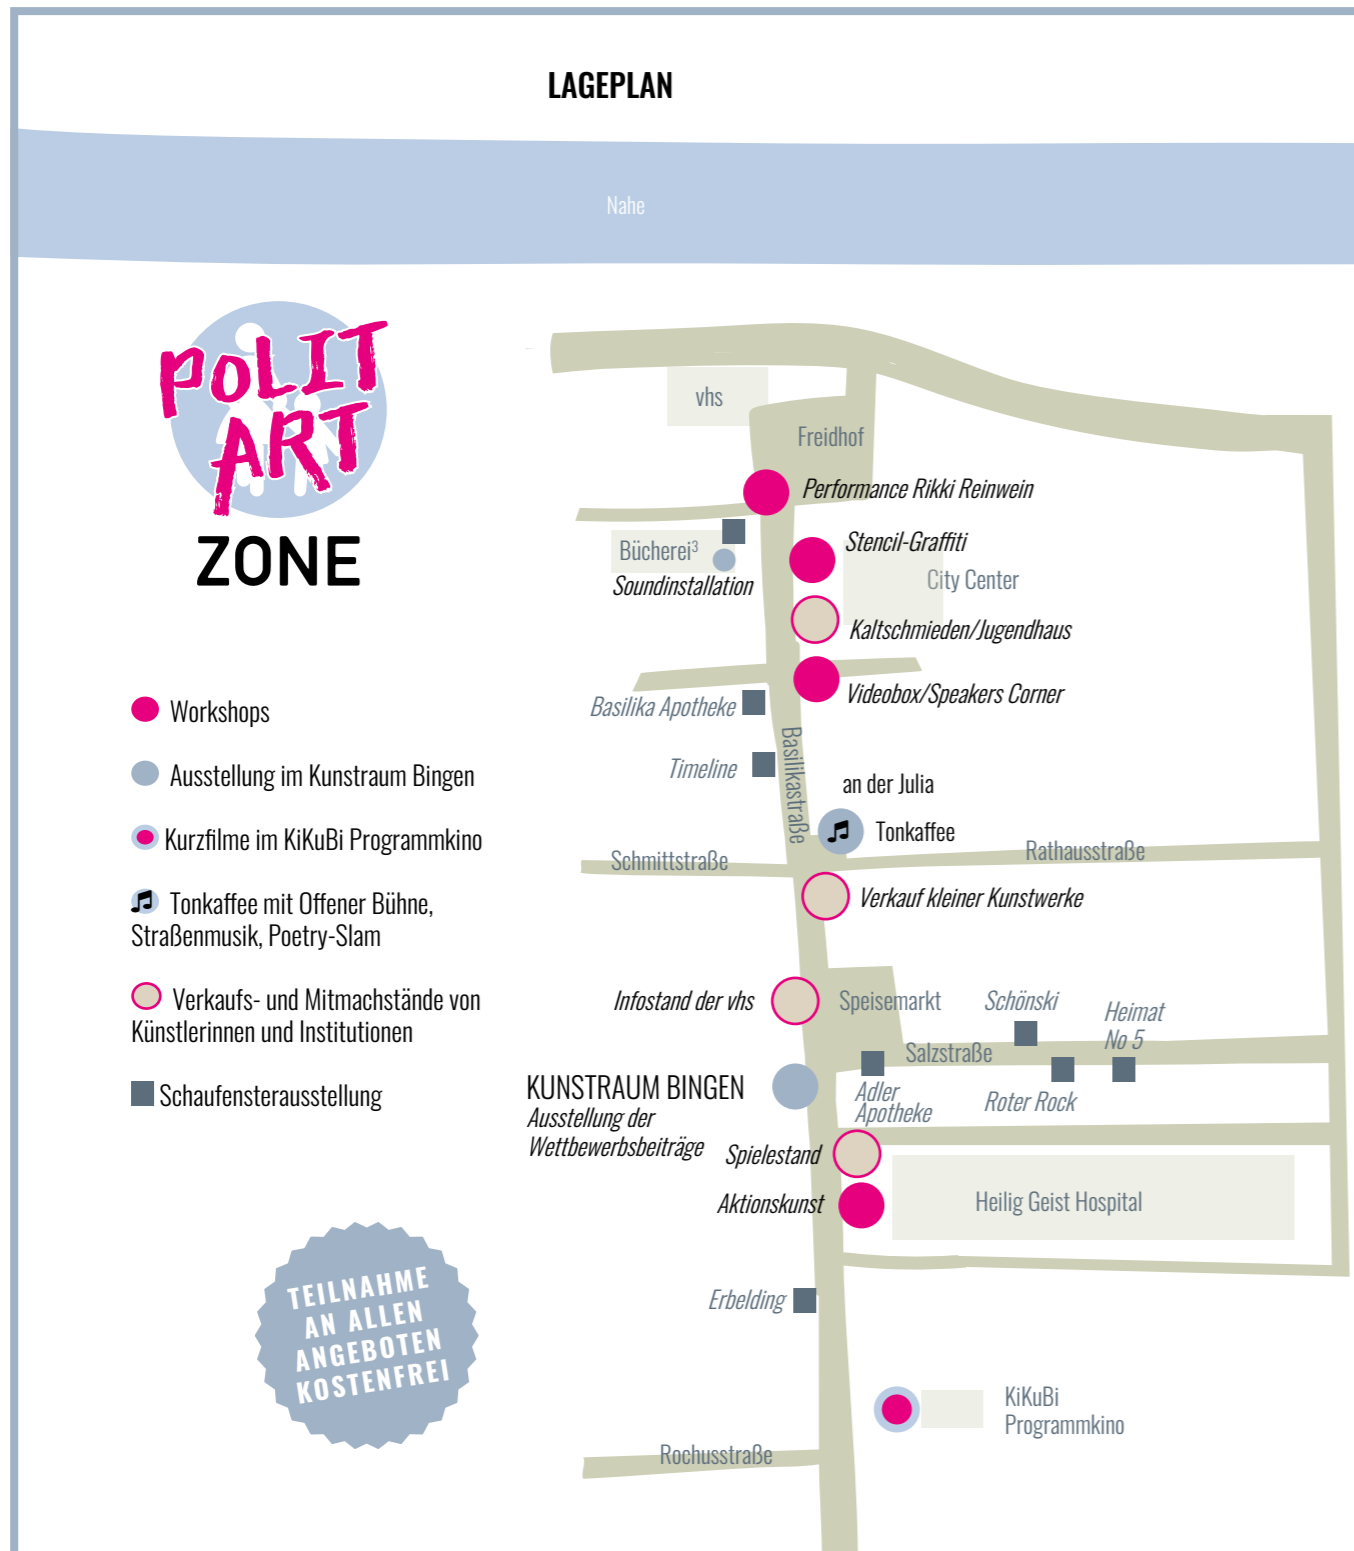 LAGEPLAN
Nahe
POLIT
ART
ZONE
Workshops
Ausstellung im Kunstraum Bingen
Kurzfilme im KiKuBi Programmkino
Tonkaffee mit Offener Bühne,
Straßenmusik, Poetry-Slam
Verkaufs- und Mitmachstände von
Künstlerinnen und Institutionen
Schaufensterausstellung
TEILNAHME
AN ALLEN
ANGEBOTEN
KOSTENFREI
vhs
Freidhof
Performance Rikki Reinwein
Stencil-Graffiti
Bücherei³
City Center
Soundinstallation
Kaltschmieden/Jugendhaus
Videobox/Speakers Corner
Basilika Apotheke
Timeline
Basilikastraße
an der Julia
Tonkaffee
Schmittstraße
Rathausstraße
Verkauf kleiner Kunstwerke
Infostand der vhs
Speisemarkt
Schönski
Heimat
No 5
Salzstraße
KUNSTRAUM BINGEN
Ausstellung der
Wettbewerbsbeiträge
Adler
Apotheke
Roter Rock
Spielestand
Aktionskunst
Heilig Geist Hospital
Erbelding
KiKuBi
Programmkino
Rochusstraße